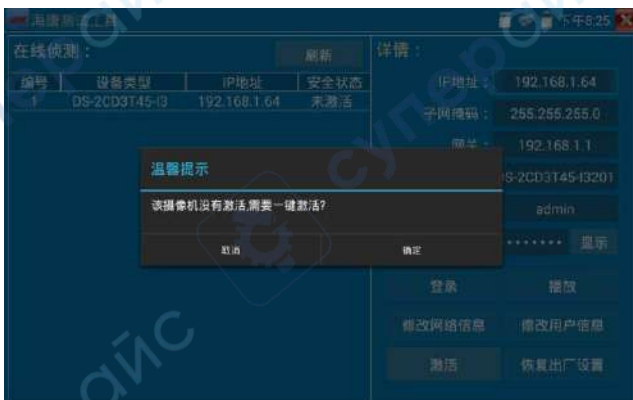 海康测试工具
下午8:25
在线侦测：
刷新
详情：
编号 设备类型 IP地址 安全状态
1 DS-2CD3T45-I3 192.168.1.64 未激活
IP地址： 192.168.1.64
子网掩码： 255.255.255.0
网关： 192.168.1.1
S-2CD3T45-I3201
admin
显示
温馨提示
该摄像机没有激活,需要一键激活?
取消
确定
登录 播放
修改网络信息 修改用户信息
激活 恢复出厂设置